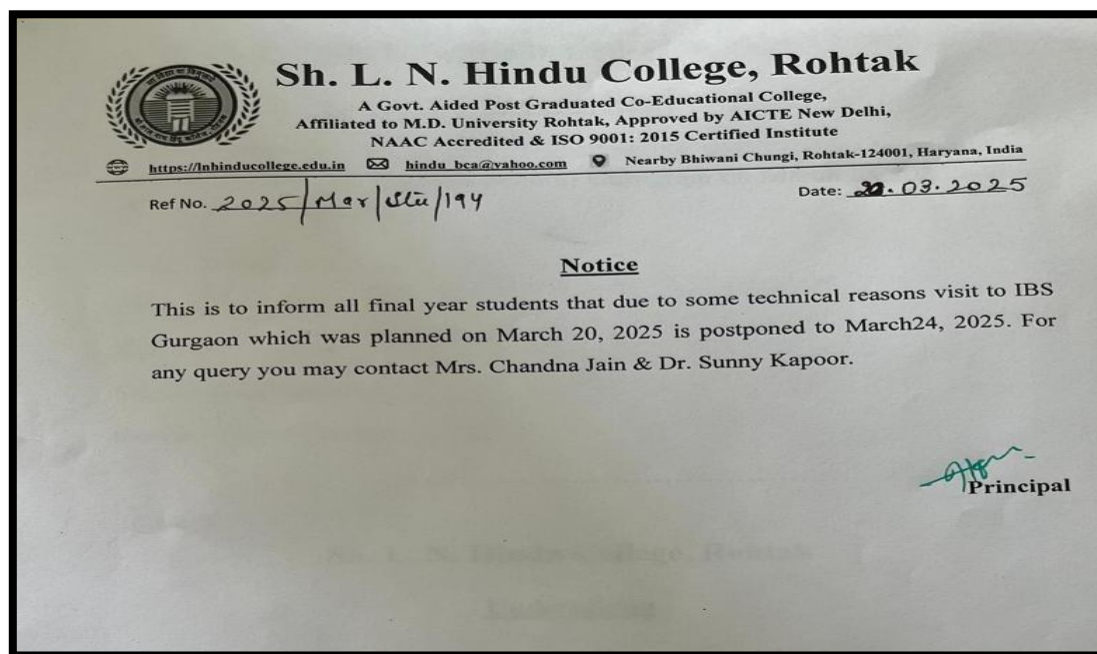 Sh. L. N. Hindu College, Rohtak
A Govt. Aided Post Graduated Co-Educational College,
Affiliated to M.D. University Rohtak, Approved by AICTE New Delhi,
NAAC Accredited & ISO 9001: 2015 Certified Institute
https://lnhinducollege.edu.in hindu_bca@yahoo.com Nearby Bhiwani Chungi, Rohtak-124001, Haryana, India
Ref No. 2025/Mar/Stu/194 Date: 20.03.2025
Notice
This is to inform all final year students that due to some technical reasons visit to IBS
Gurgaon which was planned on March 20, 2025 is postponed to March24, 2025. For
any query you may contact Mrs. Chandna Jain & Dr. Sunny Kapoor.
Principal